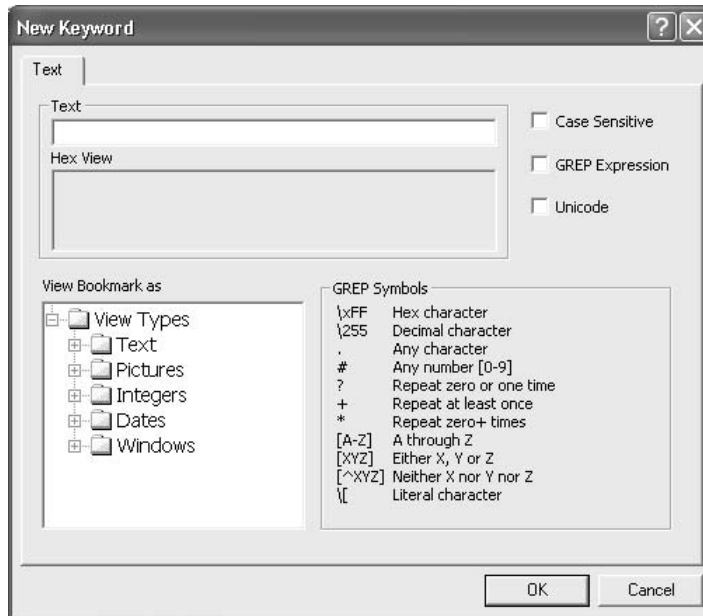 New Keyword
Text
Text
Hex View
Case Sensitive
GREP Expression
Unicode
View Bookmark as
View Types
Text
Pictures
Integers
Dates
Windows
GREP Symbols
\xFF Hex character
\255 Decimal character
. Any character
# Any number [0-9]
? Repeat zero or one time
+ Repeat at least once
* Repeat zero+ times
[A-Z] A through Z
[XYZ] Either X, Y or Z
[^XYZ] Neither X nor Y nor Z
\[ Literal character
OK Cancel